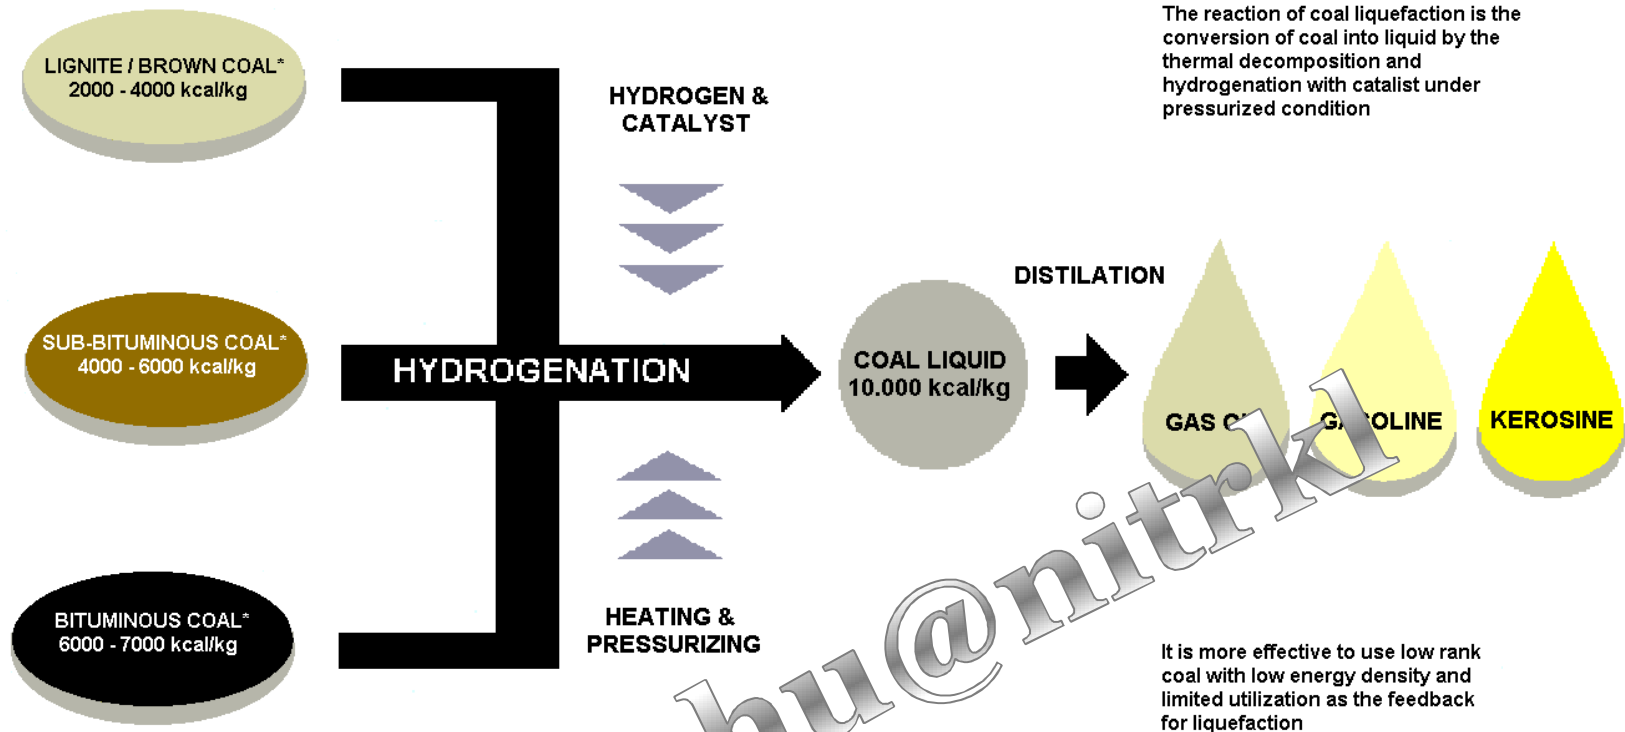 The reaction of coal liquefaction is the
conversion of coal into liquid by the
thermal decomposition and
hydrogenation with catalist under
pressurized condition
LIGNITE / BROWN COAL*
2000 - 4000 kcal/kg
HYDROGEN &
CATALYST
DISTILATION
SUB-BITUMINOUS COAL*
4000 - 6000 kcal/kg
HYDROGENATION
COAL LIQUID
10.000 kcal/kg
GAS
GASOLINE
KEROSINE
BITUMINOUS COAL*
6000 - 7000 kcal/kg
HEATING &
PRESSURIZING
It is more effective to use low rank
coal with low energy density and
limited utilization as the feedback
for liquefaction
hu@nitrkl